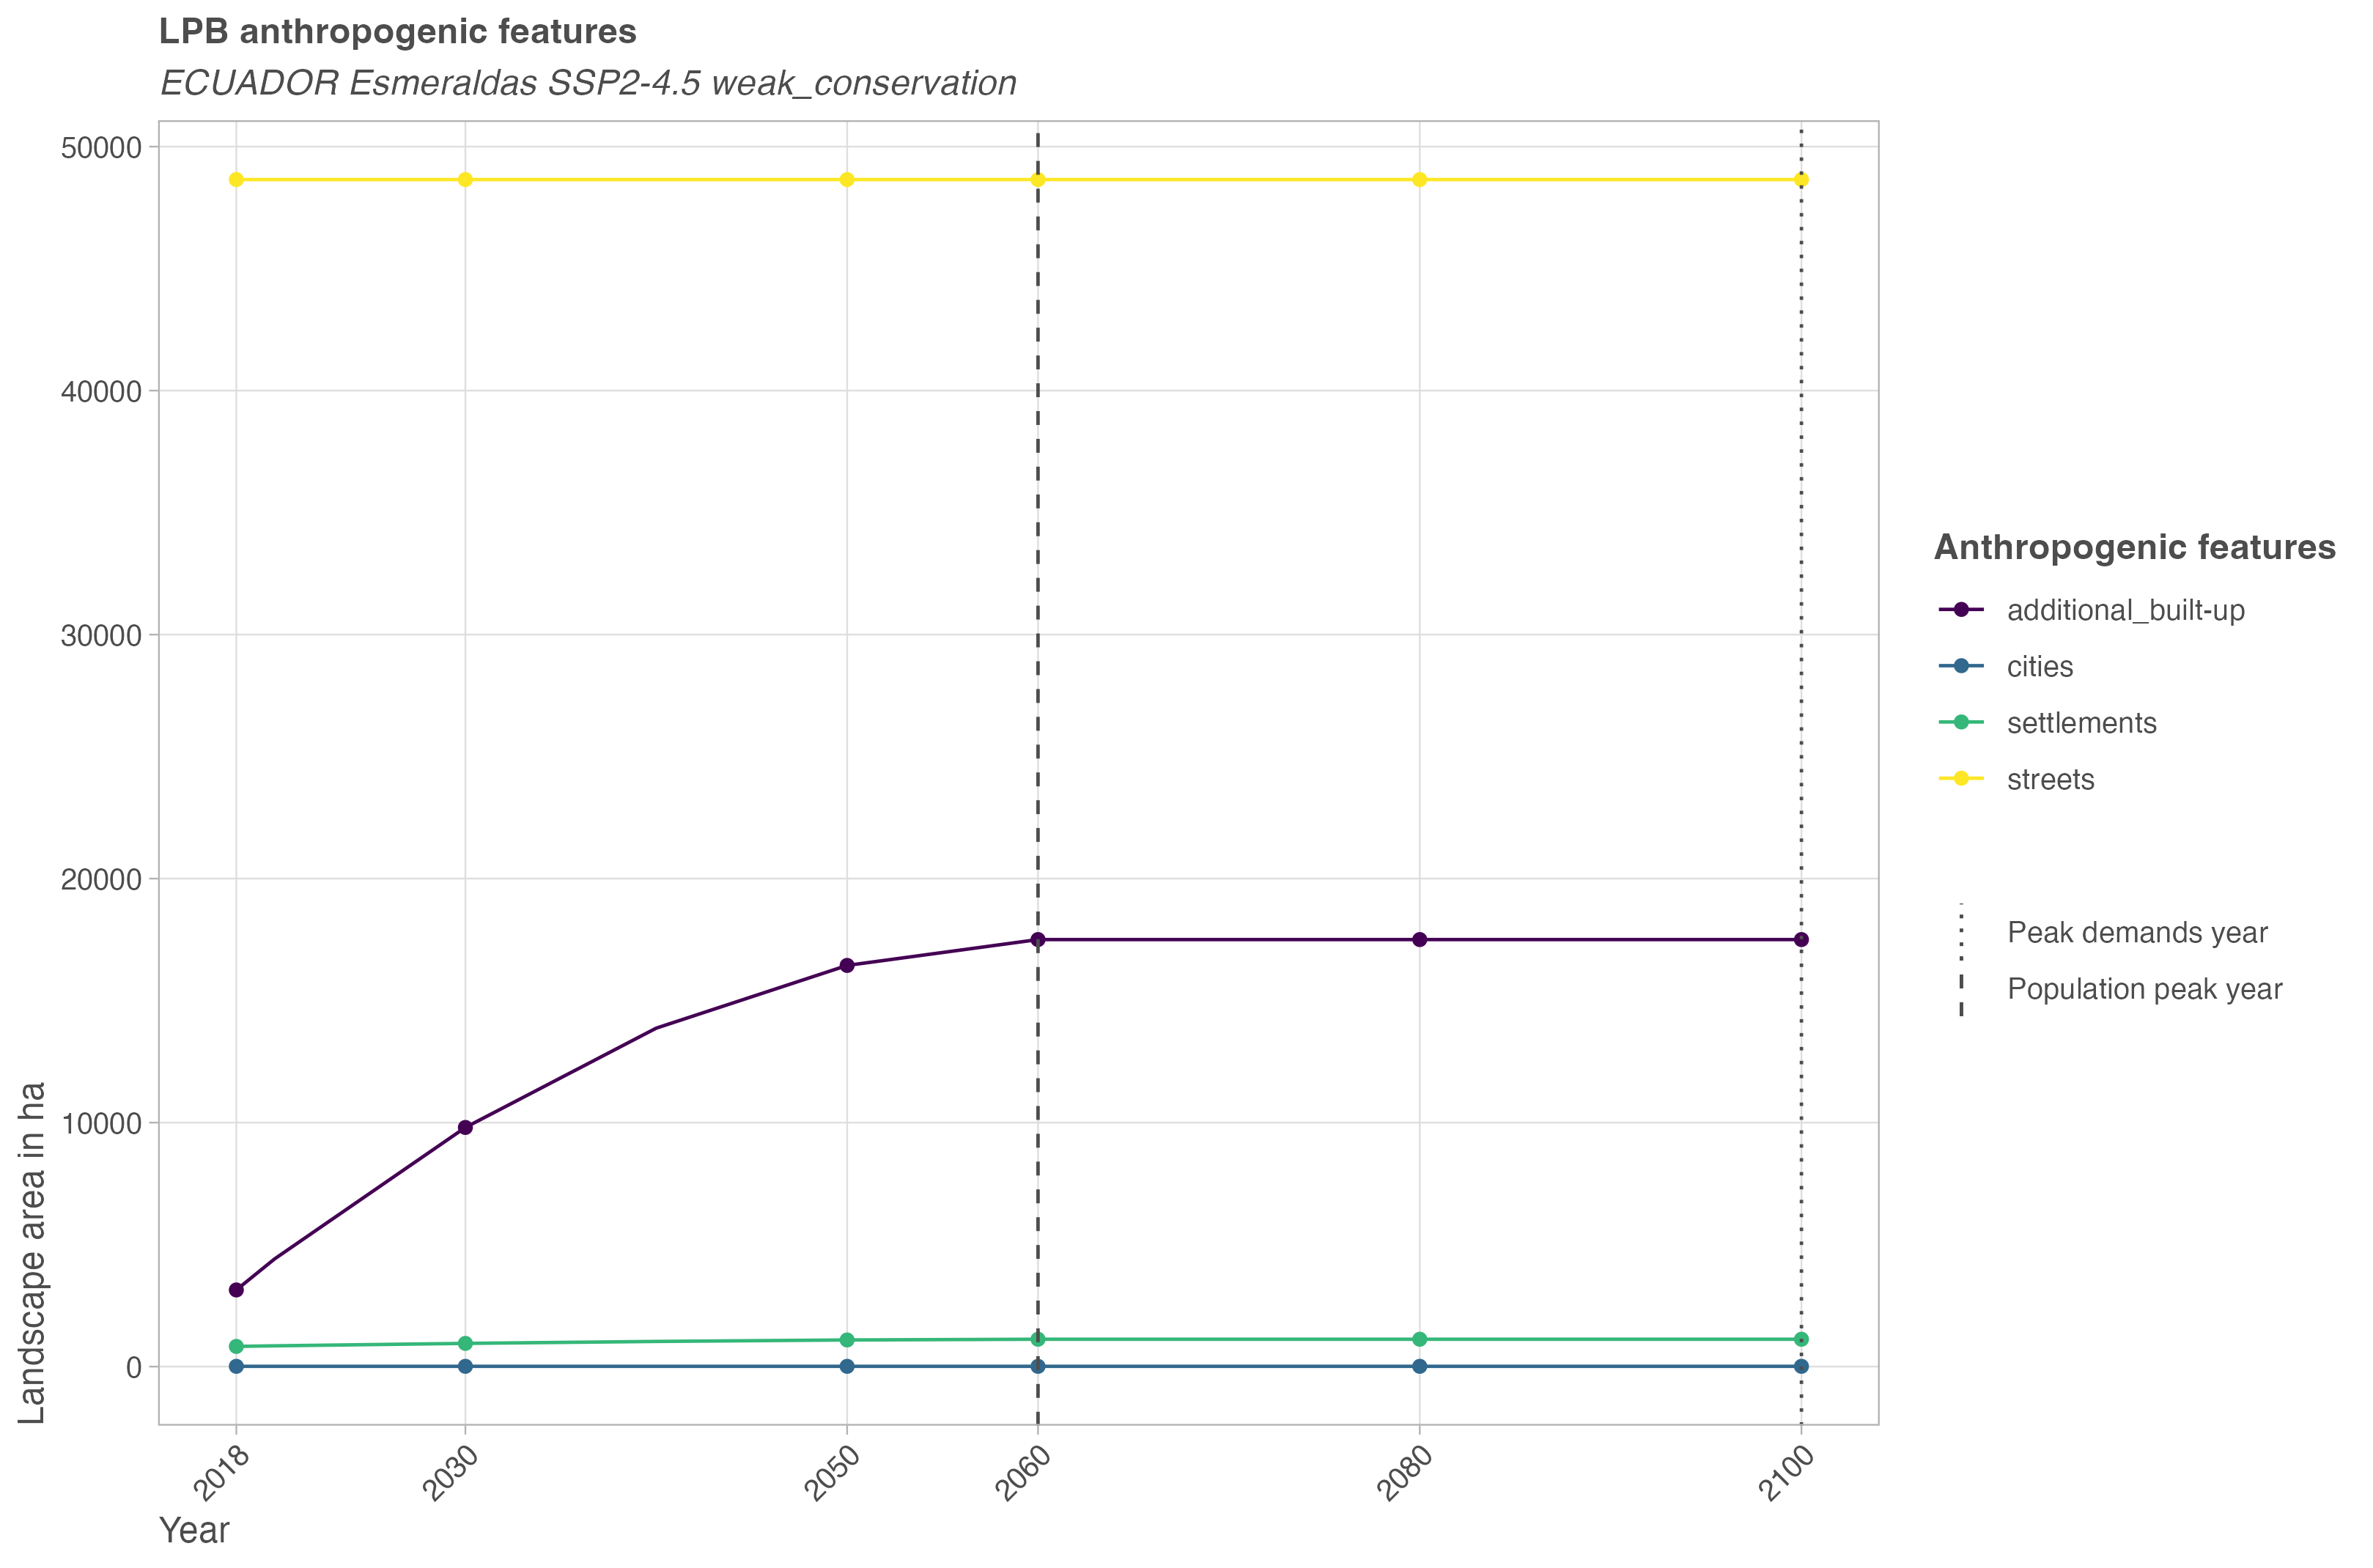 LPB anthropogenic features
ECUADOR Esmeraldas SSP2-4.5 weak_conservation
50000
40000
30000
20000
10000
0
Landscape area in ha
2018
2030
2050
2060
2080
2100
Year
Anthropogenic features
additional_built-up
cities
settlements
streets
Peak demands year
Population peak year